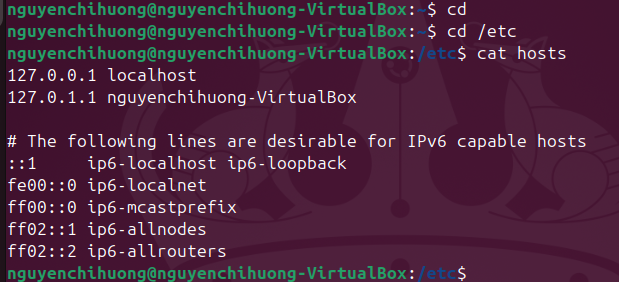 nguyenchihuong@nguyenchihuong-VirtualBox:~$ cd
nguyenchihuong@nguyenchihuong-VirtualBox:~$ cd /etc
nguyenchihuong@nguyenchihuong-VirtualBox:/etc$ cat hosts
127.0.0.1 localhost
127.0.1.1 nguyenchihuong-VirtualBox
# The following lines are desirable for IPv6 capable hosts
::1     ip6-localhost ip6-loopback
fe00::0 ip6-localnet
ff00::0 ip6-mcastprefix
ff02::1 ip6-allnodes
ff02::2 ip6-allrouters
nguyenchihuong@nguyenchihuong-VirtualBox:/etc$